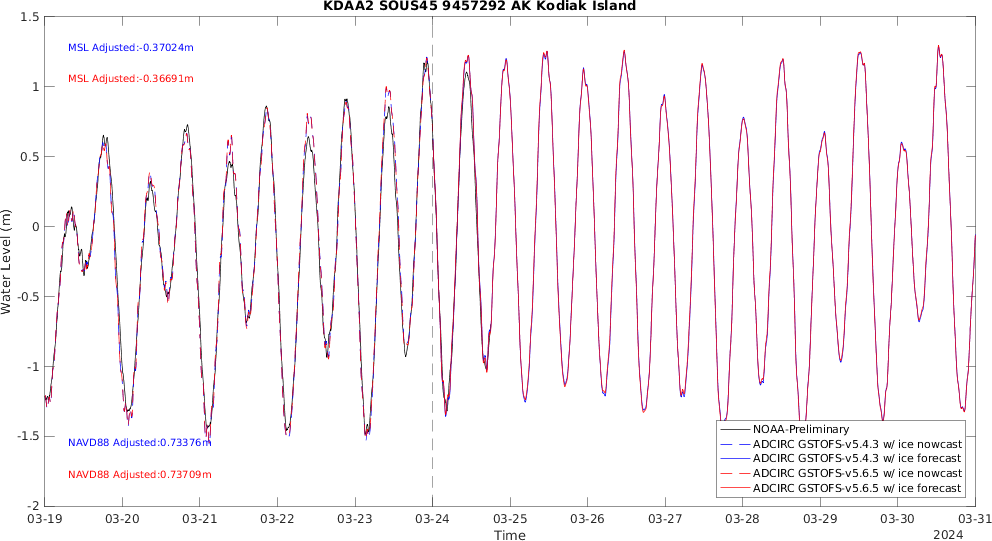 KDAA2 SOUS45 9457292 AK Kodiak Island
1.5
1
0.5
0
-0.5
-1
-1.5
-2
Water Level (m)
MSL Adjusted:-0.37024m
MSL Adjusted:-0.36691m
NAVD88 Adjusted:0.73376m
NAVD88 Adjusted:0.73709m
NOAA-Preliminary
ADCIRC GSTOFS-v5.4.3 w/ ice nowcast
ADCIRC GSTOFS-v5.4.3 w/ ice forecast
ADCIRC GSTOFS-v5.6.5 w/ ice nowcast
ADCIRC GSTOFS-v5.6.5 w/ ice forecast
03-19 03-20 03-21 03-22 03-23 03-24 03-25 03-26 03-27 03-28 03-29 03-30 03-31
Time
2024